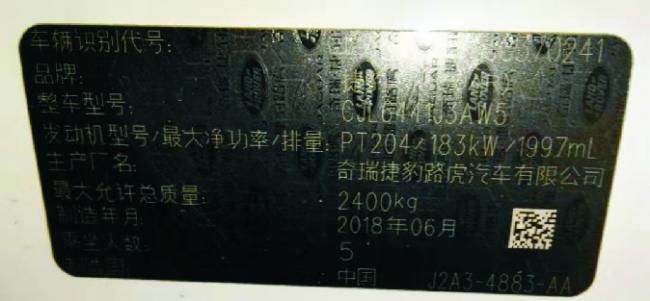 车辆识别代号:
品牌:
整车型号: CJL6441J3AW5
发动机型号/最大净功率/排量: PT204/183kW/1997mL
生产厂名: 奇瑞捷豹路虎汽车有限公司
最大允许总质量: 2400kg
制造年月: 2018年06月
乘坐人数: 5
中国 J2A3-4883-AA